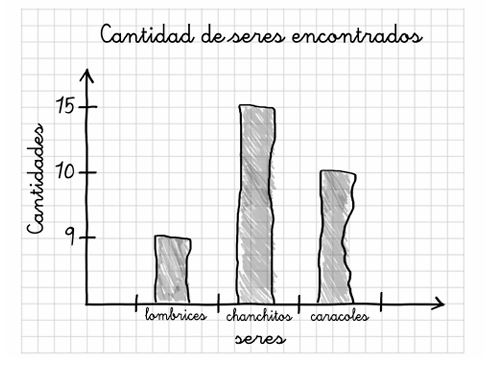 Cantidad de seres encontrados
Cantidades
15
10
9
lombrices chanchitos caracoles
seres